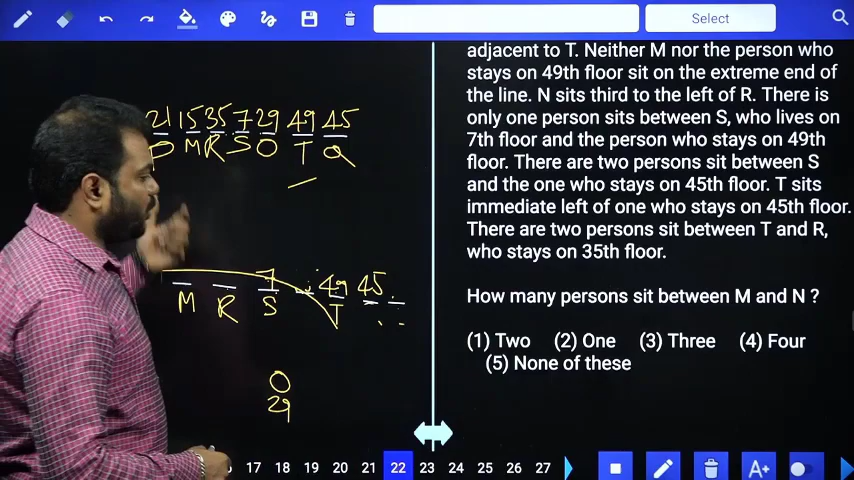 Select
adjacent to T. Neither M nor the person who
stays on 49th floor sit on the extreme end of
the line. N sits third to the left of R. There is
only one person sits between S, who lives on
7th floor and the person who stays on 49th
floor. There are two persons sit between S
and the one who stays on 45th floor. T sits
immediate left of one who stays on 45th floor.
There are two persons sit between T and R,
who stays on 35th floor.
How many persons sit between M and N ?
(1) Two (2) One (3) Three (4) Four
(5) None of these
21 15 35 7 29 49 45
P M R S O T Q
7 49 45
M R S T
O
29
17 18 19 20 21 22 23 24 25 26 27
A+